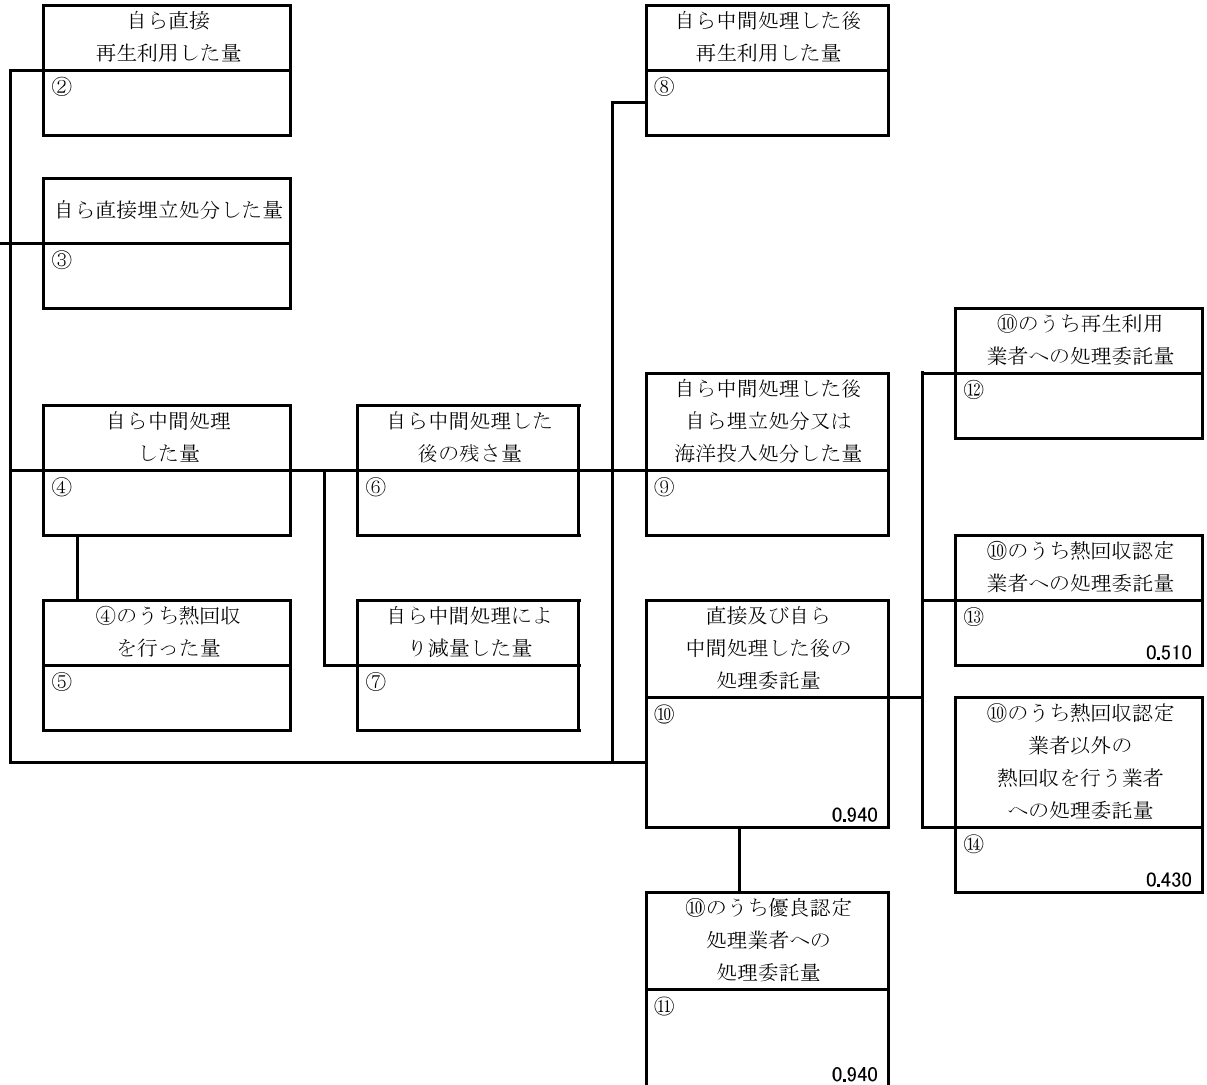 自ら直接
再生利用した量
②
自ら中間処理した後
再生利用した量
⑧
自ら直接埋立処分した量
③
⑩のうち再生利用
業者への処理委託量
⑫
自ら中間処理
した量
④
自ら中間処理した
後の残さ量
⑥
自ら中間処理した後
自ら埋立処分又は
海洋投入処分した量
⑨
⑩のうち熱回収認定
業者への処理委託量
⑬
0.510
④のうち熱回収
を行った量
⑤
自ら中間処理によ
り減量した量
⑦
直接及び自ら
中間処理した後の
処理委託量
⑩
0.940
⑩のうち熱回収認定
業者以外の
熱回収を行う業者
への処理委託量
⑭
0.430
⑩のうち優良認定
処理業者への
処理委託量
⑪
0.940